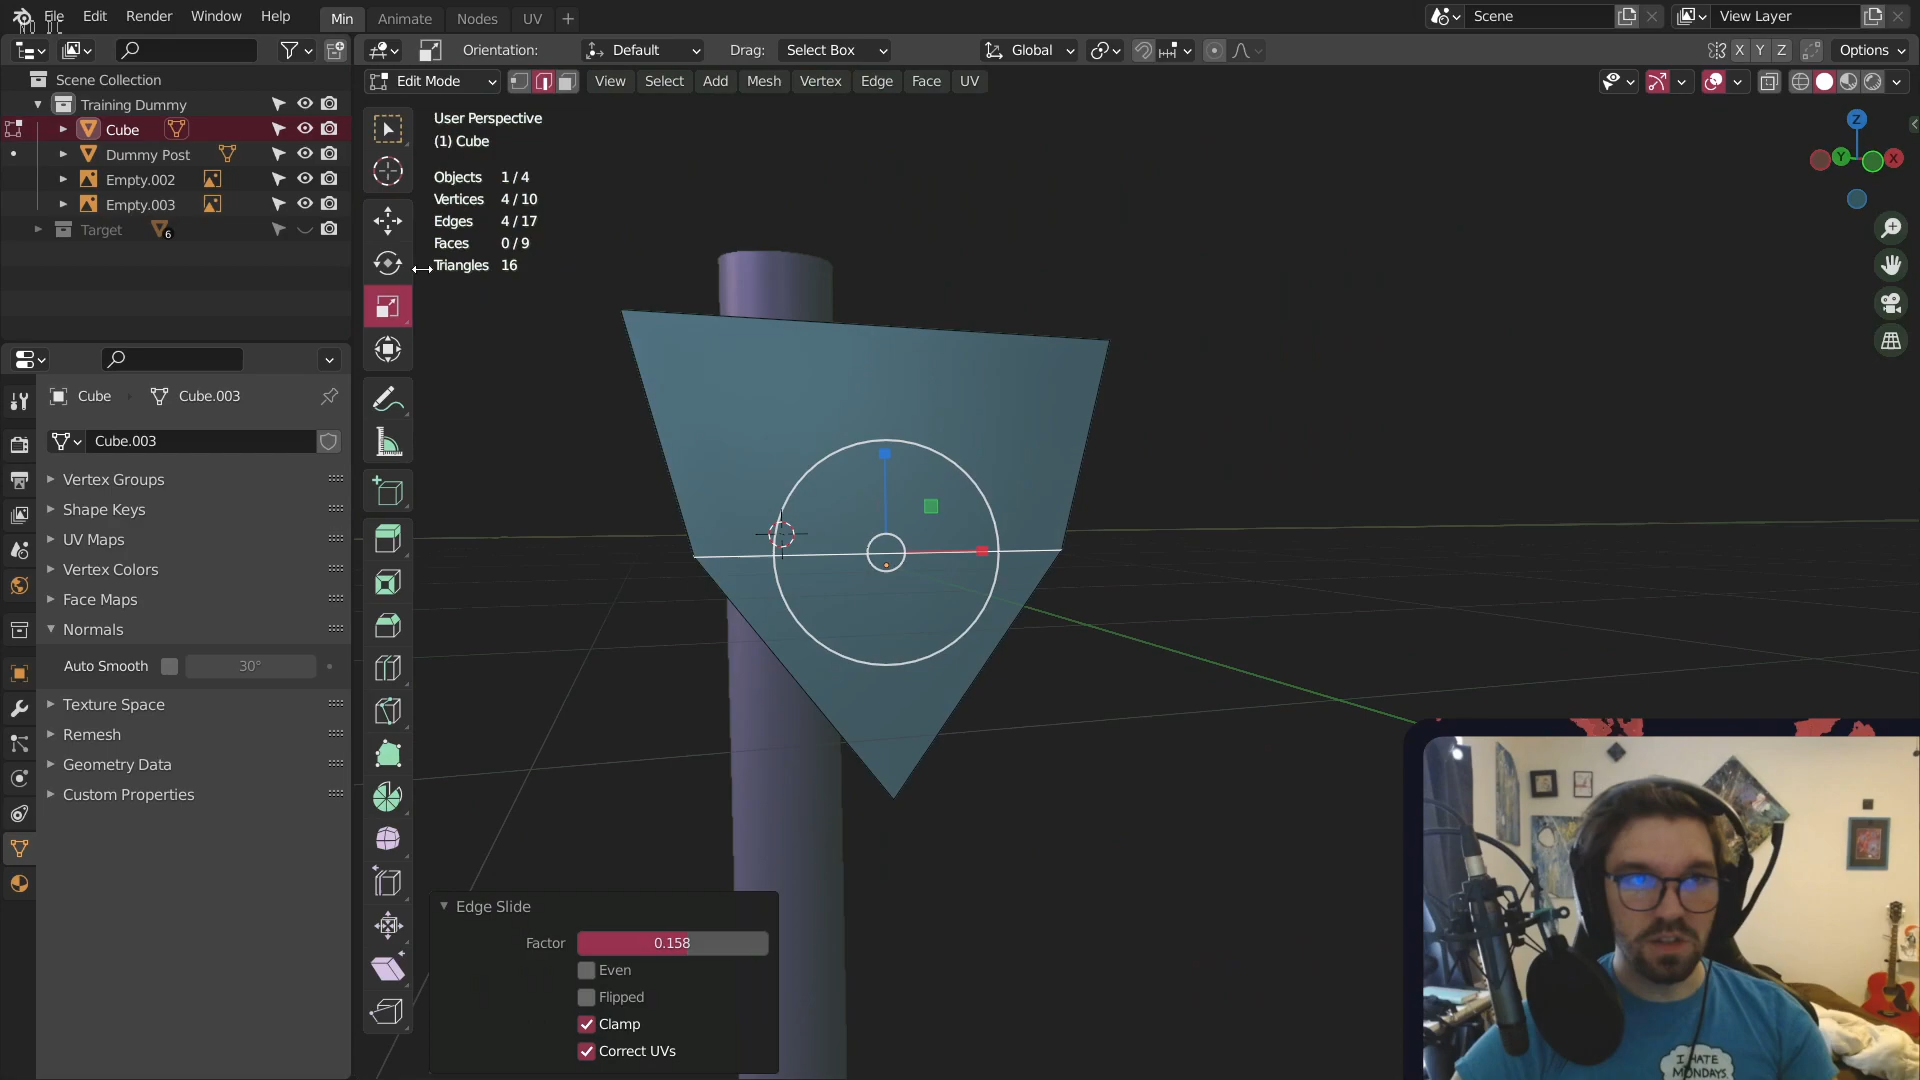 File Edit Render Window Help Min Animate Nodes UV
Scene View Layer
Orientation: Default Drag: Select Box Global X Y Z Options
Edit Mode View Select Add Mesh Vertex Edge Face UV
Scene Collection
Training Dummy
Cube
Dummy Post
Empty.002
Empty.003
Target 6
User Perspective
(1) Cube
Objects 1 / 4
Vertices 4 / 10
Edges 4 / 17
Faces 0 / 9
Triangles 16
Z
Y X
Cube Cube.003
Cube.003
Vertex Groups
Shape Keys
UV Maps
Vertex Colors
Face Maps
Normals
Auto Smooth 30°
Texture Space
Remesh
Geometry Data
Custom Properties
Edge Slide
Factor 0.158
Even
Flipped
Clamp
Correct UVs
I HATE
MONDAYS.